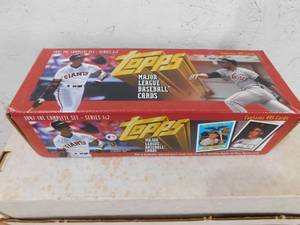 1997 THE COMPLETE SET - SERIES 1&2
Topps
MAJOR
LEAGUE
BASEBALL
CARDS
GIANTS
1997 THE COMPLETE SET - SERIES 1&2
Topps
MAJOR
LEAGUE
BASEBALL
CARDS
Contains 495 Cards
GIANTS